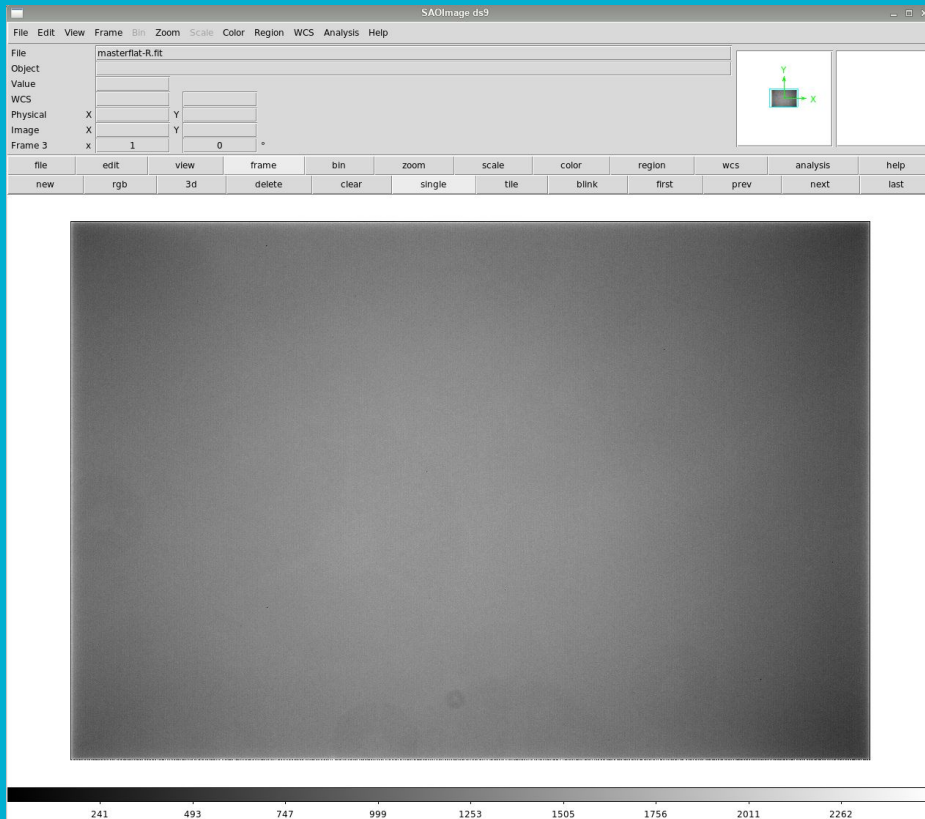 SAOImage ds9
File Edit View Frame Bin Zoom Scale Color Region WCS Analysis Help
File masterflat-R.fit
Object
Value
WCS
Physical X Y
Image X Y
Frame 3 x 1 0 °
Y
X
file edit view frame bin zoom scale color region wcs analysis help
new rgb 3d delete clear single tile blink first prev next last
241 493 747 999 1253 1505 1756 2011 2262